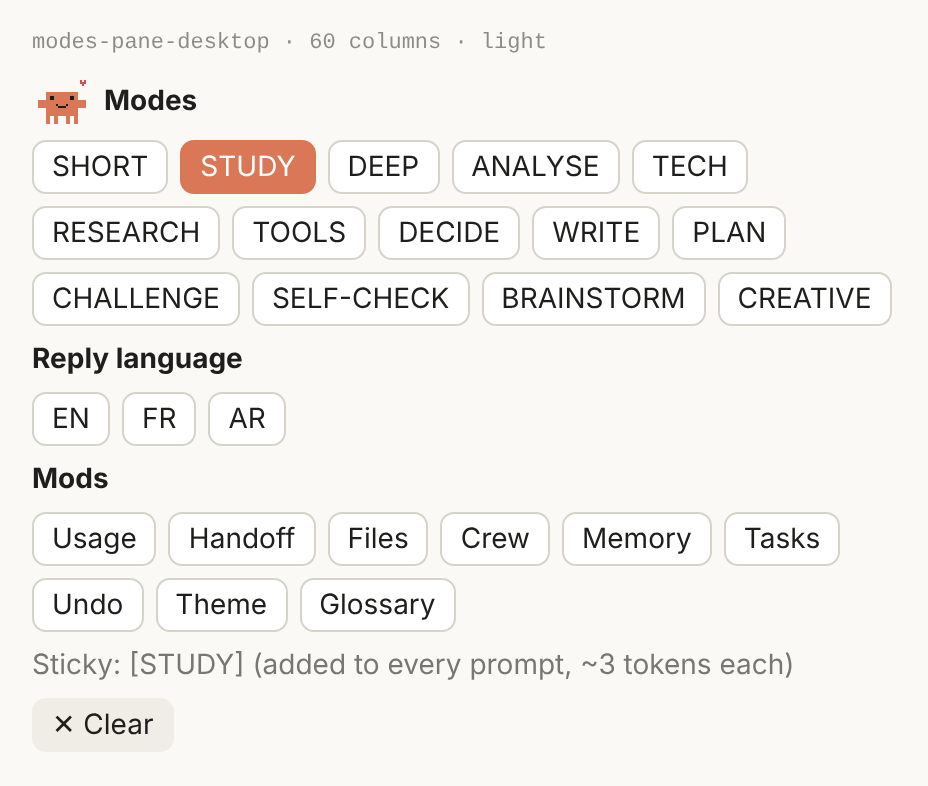 modes-pane-desktop · 60 columns · light
Modes
SHORT STUDY DEEP ANALYSE TECH
RESEARCH TOOLS DECIDE WRITE PLAN
CHALLENGE SELF-CHECK BRAINSTORM CREATIVE
Reply language
EN FR AR
Mods
Usage Handoff Files Crew Memory Tasks
Undo Theme Glossary
Sticky: [STUDY] (added to every prompt, ~3 tokens each)
✕ Clear